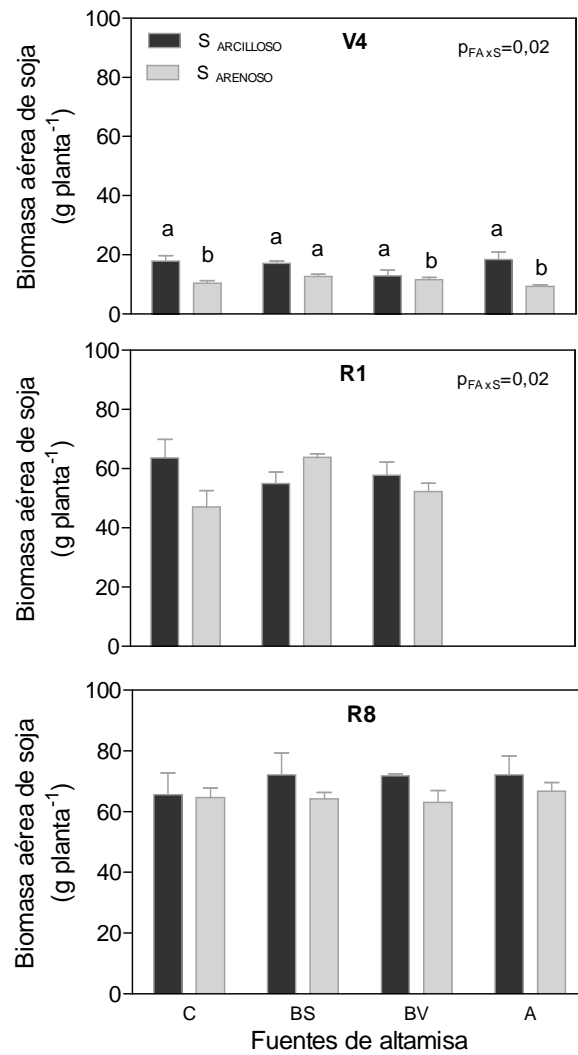 100
80
60
40
20
0
Biomasa aérea de soja
(g planta-1)
S ARCILLOSO
S ARENOSO
V4
pFAxS=0,02
a
b
a
a
a
b
a
b
100
80
60
40
20
0
Biomasa aérea de soja
(g planta-1)
R1
pFAxS=0,02
100
80
60
40
20
0
Biomasa aérea de soja
(g planta-1)
R8
C BS BV A
Fuentes de altamisa